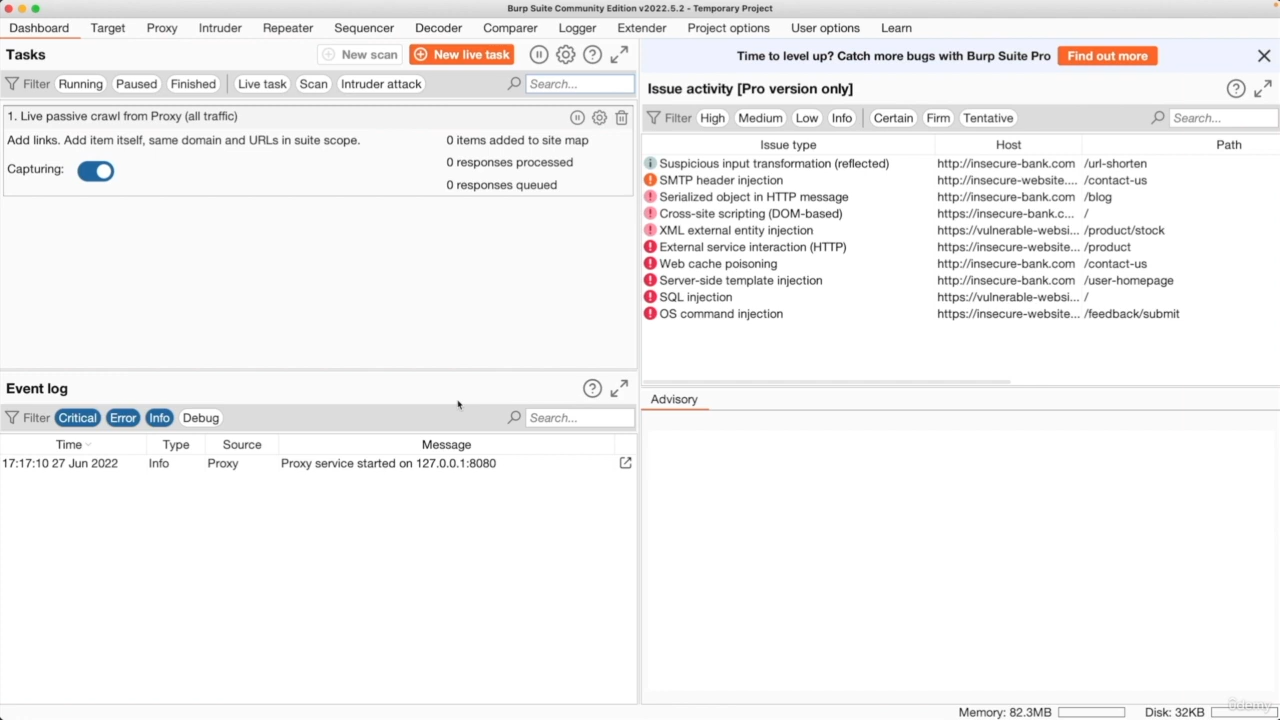 Burp Suite Community Edition v2022.5.2 - Temporary Project
Dashboard Target Proxy Intruder Repeater Sequencer Decoder Comparer Logger Extender Project options User options Learn
Tasks
New scan
New live task
Time to level up? Catch more bugs with Burp Suite Pro
Find out more
Filter Running Paused Finished Live task Scan Intruder attack Search...
1. Live passive crawl from Proxy (all traffic)
Add links. Add item itself, same domain and URLs in suite scope.
0 items added to site map
Capturing:
0 responses processed
0 responses queued
Issue activity [Pro version only]
Filter High Medium Low Info Certain Firm Tentative Search...
Issue type Host Path
Suspicious input transformation (reflected) http://insecure-bank.com /url-shorten
SMTP header injection http://insecure-website.... /contact-us
Serialized object in HTTP message http://insecure-bank.com /blog
Cross-site scripting (DOM-based) https://insecure-bank.c... /
XML external entity injection https://vulnerable-websi... /product/stock
External service interaction (HTTP) https://insecure-website... /product
Web cache poisoning http://insecure-bank.com /contact-us
Server-side template injection http://insecure-bank.com /user-homepage
SQL injection https://vulnerable-websi... /
OS command injection https://insecure-website... /feedback/submit
Event log
Filter Critical Error Info Debug Search...
Time Type Source Message
17:17:10 27 Jun 2022 Info Proxy Proxy service started on 127.0.0.1:8080
Advisory
Memory: 82.3MB
Disk: 32KB
ûdemy